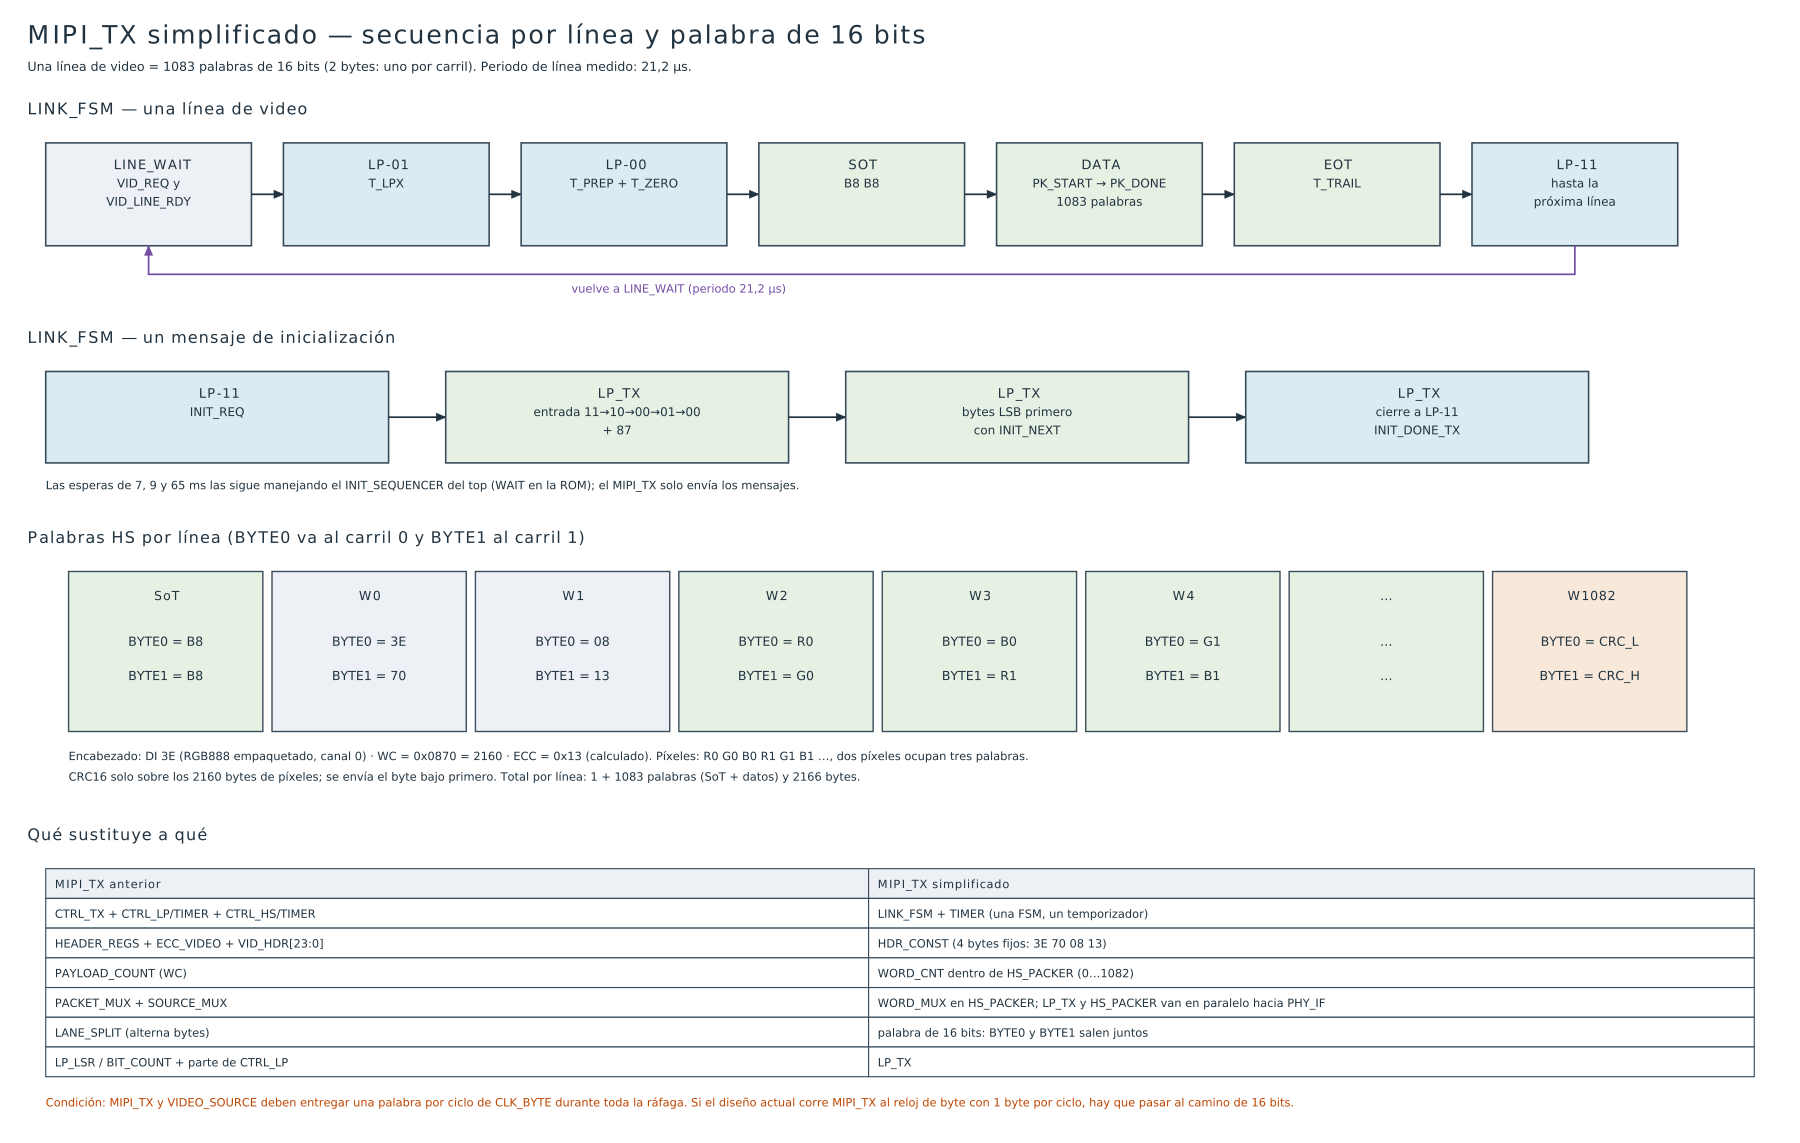 MIPI_TX simplificado — secuencia por línea y palabra de 16 bits
Una línea de video = 1083 palabras de 16 bits (2 bytes: uno por carril). Periodo de línea medido: 21,2 µs.
LINK_FSM — una línea de video
LINE_WAIT
VID_REQ y
VID_LINE_RDY
LP-01
T_LPX
LP-00
T_PREP + T_ZERO
SOT
B8 B8
DATA
PK_START → PK_DONE
1083 palabras
EOT
T_TRAIL
LP-11
hasta la
próxima línea
vuelve a LINE_WAIT (periodo 21,2 µs)
LINK_FSM — un mensaje de inicialización
LP-11
INIT_REQ
LP_TX
entrada 11→10→00→01→00
+ 87
LP_TX
bytes LSB primero
con INIT_NEXT
LP_TX
cierre a LP-11
INIT_DONE_TX
Las esperas de 7, 9 y 65 ms las sigue manejando el INIT_SEQUENCER del top (WAIT en la ROM); el MIPI_TX solo envía los mensajes.
Palabras HS por línea (BYTE0 va al carril 0 y BYTE1 al carril 1)
SoT
BYTE0 = B8
BYTE1 = B8
W0
BYTE0 = 3E
BYTE1 = 70
W1
BYTE0 = 08
BYTE1 = 13
W2
BYTE0 = R0
BYTE1 = G0
W3
BYTE0 = B0
BYTE1 = R1
W4
BYTE0 = G1
BYTE1 = B1
...
...
...
W1082
BYTE0 = CRC_L
BYTE1 = CRC_H
Encabezado: DI 3E (RGB888 empaquetado, canal 0) · WC = 0x0870 = 2160 · ECC = 0x13 (calculado). Píxeles: R0 G0 B0 R1 G1 B1 ..., dos píxeles ocupan tres palabras.
CRC16 solo sobre los 2160 bytes de píxeles; se envía el byte bajo primero. Total por línea: 1 + 1083 palabras (SoT + datos) y 2166 bytes.
Qué sustituye a qué
MIPI_TX anterior
MIPI_TX simplificado
CTRL_TX + CTRL_LP/TIMER + CTRL_HS/TIMER
LINK_FSM + TIMER (una FSM, un temporizador)
HEADER_REGS + ECC_VIDEO + VID_HDR[23:0]
HDR_CONST (4 bytes fijos: 3E 70 08 13)
PAYLOAD_COUNT (WC)
WORD_CNT dentro de HS_PACKER (0...1082)
PACKET_MUX + SOURCE_MUX
WORD_MUX en HS_PACKER; LP_TX y HS_PACKER van en paralelo hacia PHY_IF
LANE_SPLIT (alterna bytes)
palabra de 16 bits: BYTE0 y BYTE1 salen juntos
LP_LSR / BIT_COUNT + parte de CTRL_LP
LP_TX
Condición: MIPI_TX y VIDEO_SOURCE deben entregar una palabra por ciclo de CLK_BYTE durante toda la ráfaga. Si el diseño actual corre MIPI_TX al reloj de byte con 1 byte por ciclo, hay que pasar al camino de 16 bits.